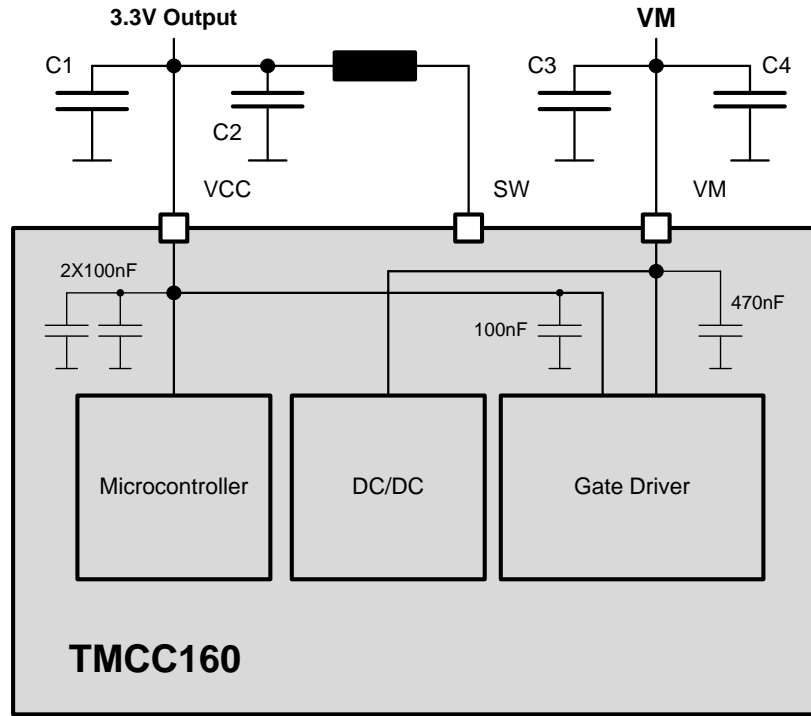 3.3V Output
VM
C1
C2
C3
C4
VCC
SW
VM
2X100nF
100nF
470nF
Microcontroller
DC/DC
Gate Driver
TMCC160